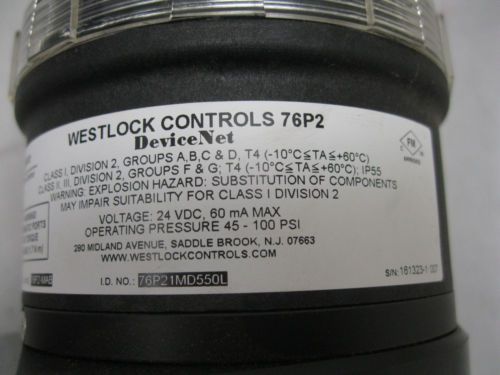 WESTLOCK CONTROLS 76P2
DeviceNet
CLASS I, DIVISION 2, GROUPS A,B,C & D, T4 (-10°C≦TA≦+60°C)
CLASS II, III, DIVISION 2, GROUPS F & G; T4 (-10°C≦TA≦+60°C); IP55
WARNING: EXPLOSION HAZARD: SUBSTITUTION OF COMPONENTS
MAY IMPAIR SUITABILITY FOR CLASS I DIVISION 2
VOLTAGE: 24 VDC, 60 mA MAX
OPERATING PRESSURE 45 - 100 PSI
280 MIDLAND AVENUE, SADDLE BROOK, N.J. 07663
WWW.WESTLOCKCONTROLS.COM
I.D. NO.: 76P21MD550L
FM
APPROVED
S/N: 161323-1